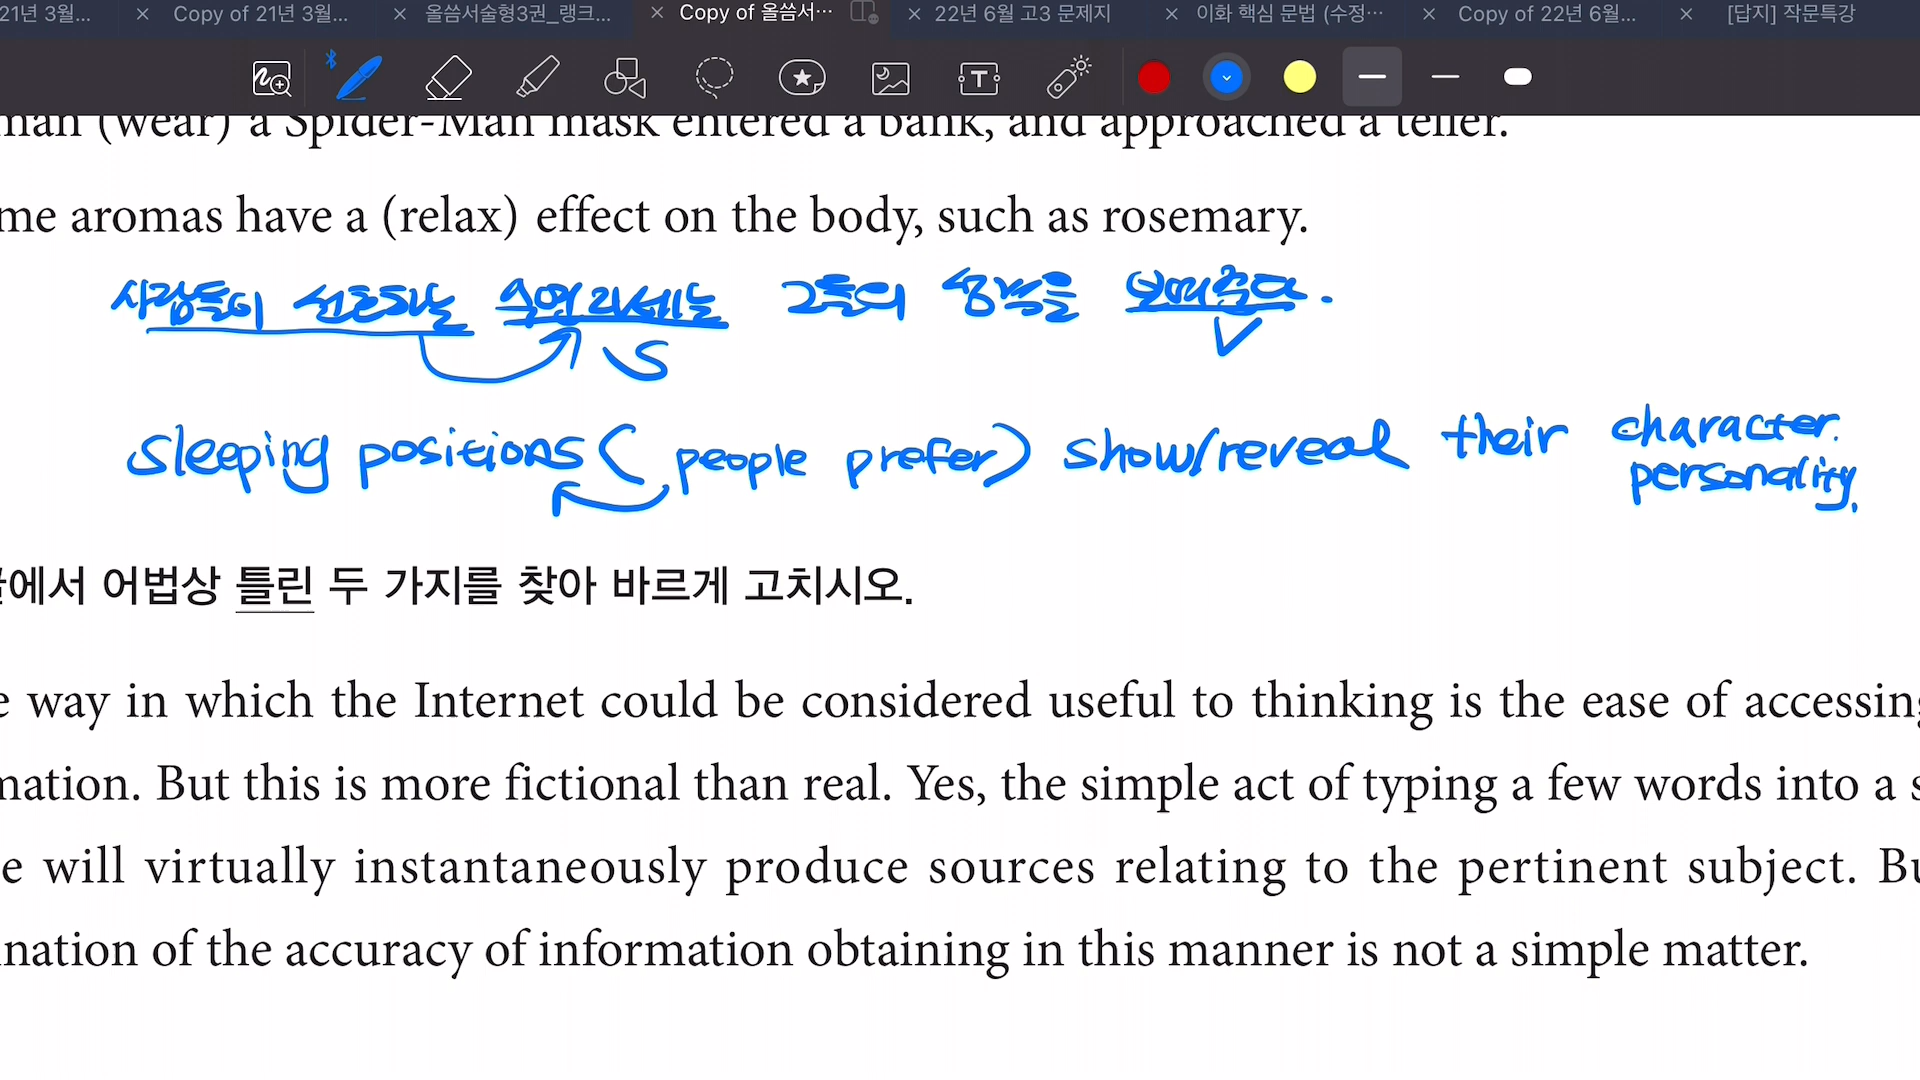 21년 3월... × Copy of 21년 3월... × 올씀서술형3권_랭크... × Copy of 올씀서... × 22년 6월 고3 문제지 × 이화 핵심 문법 (수정... × Copy of 22년 6월... × [답지] 작문특강
man (wear) a Spider-Man mask entered a bank, and approached a teller.
me aromas have a (relax) effect on the body, such as rosemary.
사람들이 선호하는 수면 자세는 그들의 성격을 보여준다.
S V
sleeping positions (people prefer) show/reveal their character.
personality.
글에서 어법상 틀린 두 가지를 찾아 바르게 고치시오.
e way in which the Internet could be considered useful to thinking is the ease of accessing
mation. But this is more fictional than real. Yes, the simple act of typing a few words into a s
e will virtually instantaneously produce sources relating to the pertinent subject. Bu
ination of the accuracy of information obtaining in this manner is not a simple matter.